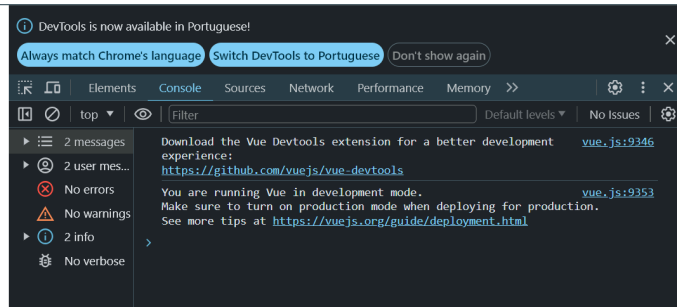 DevTools is now available in Portuguese!
Always match Chrome's language Switch DevTools to Portuguese Don't show again
Elements Console Sources Network Performance Memory
top Filter Default levels No Issues
2 messages
2 user mes...
No errors
No warnings
2 info
No verbose
Download the Vue Devtools extension for a better development vue.js:9346
experience:
https://github.com/vuejs/vue-devtools
You are running Vue in development mode. vue.js:9353
Make sure to turn on production mode when deploying for production.
See more tips at https://vuejs.org/guide/deployment.html